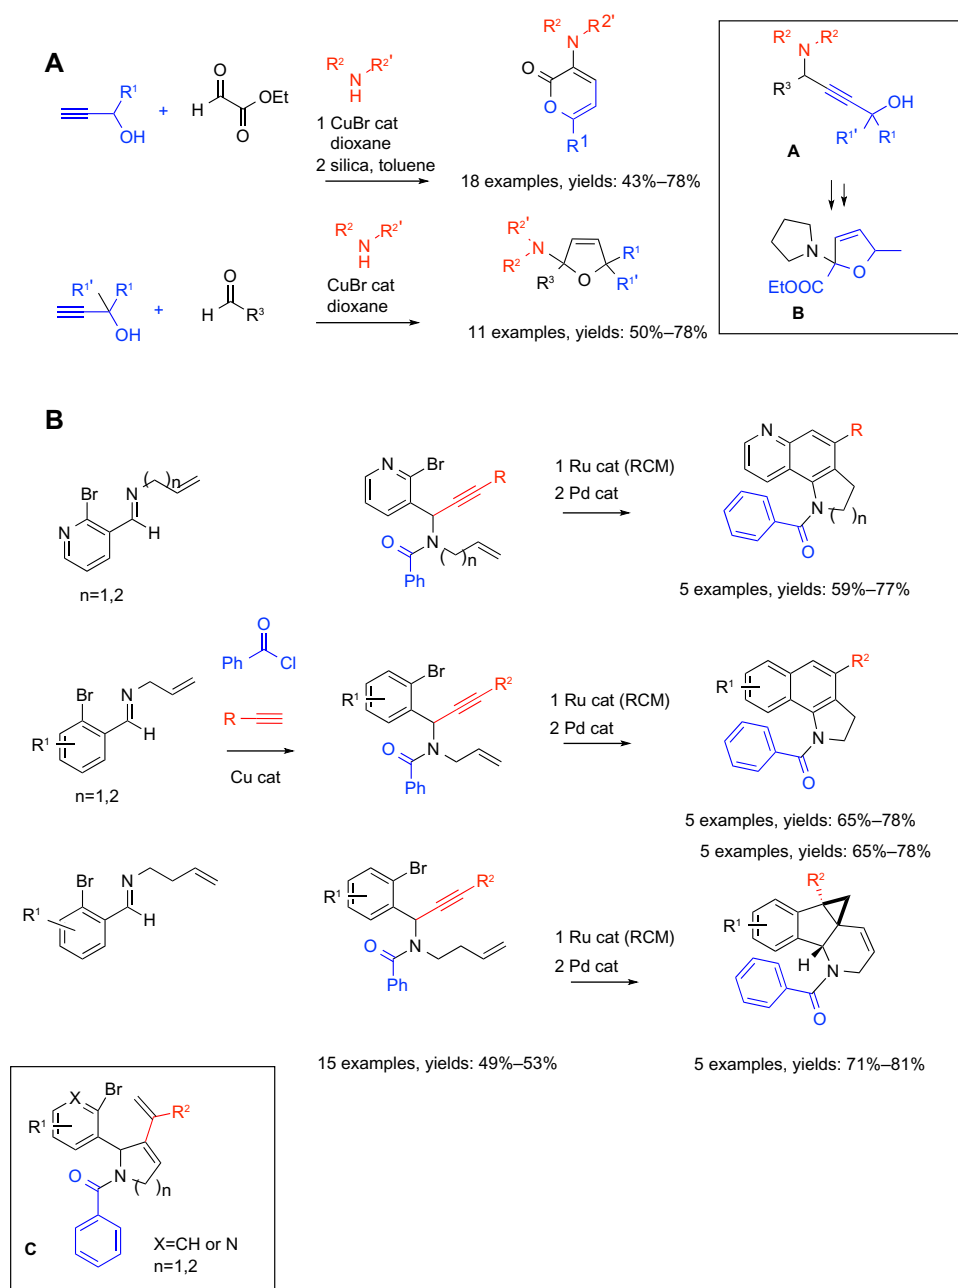 A
R¹
OH
+
O
H
OEt
O
R² R²'
N
H
1 CuBr cat
dioxane
2 silica, toluene
R² R2'
N
O
O
R1
18 examples, yields: 43%–78%
R¹' R¹
OH
+
O
H R³
R² R²'
N
H
CuBr cat
dioxane
R²'
N
R²
R³ O
R¹
R¹'
11 examples, yields: 50%–78%
R² R²
N
R³
OH
R¹' R¹
A
N
O
EtOOC
B
B
Br
N
N
( )n
H
n=1,2
N
Br
R
O
N
( )n
Ph
1 Ru cat (RCM)
2 Pd cat
N
R
N
( )n
O
5 examples, yields: 59%–77%
Br
N
H
R¹
n=1,2
O
Ph Cl
R
Cu cat
Br
R¹
R²
O
N
Ph
1 Ru cat (RCM)
2 Pd cat
R¹
R²
N
O
5 examples, yields: 65%–78%
5 examples, yields: 65%–78%
Br
N
H
R¹
Br
R¹
R²
O
N
Ph
15 examples, yields: 49%–53%
1 Ru cat (RCM)
2 Pd cat
R²
R¹
H
N
O
5 examples, yields: 71%–81%
X
Br
R¹
R²
O
N
( )n
C
X=CH or N
n=1,2